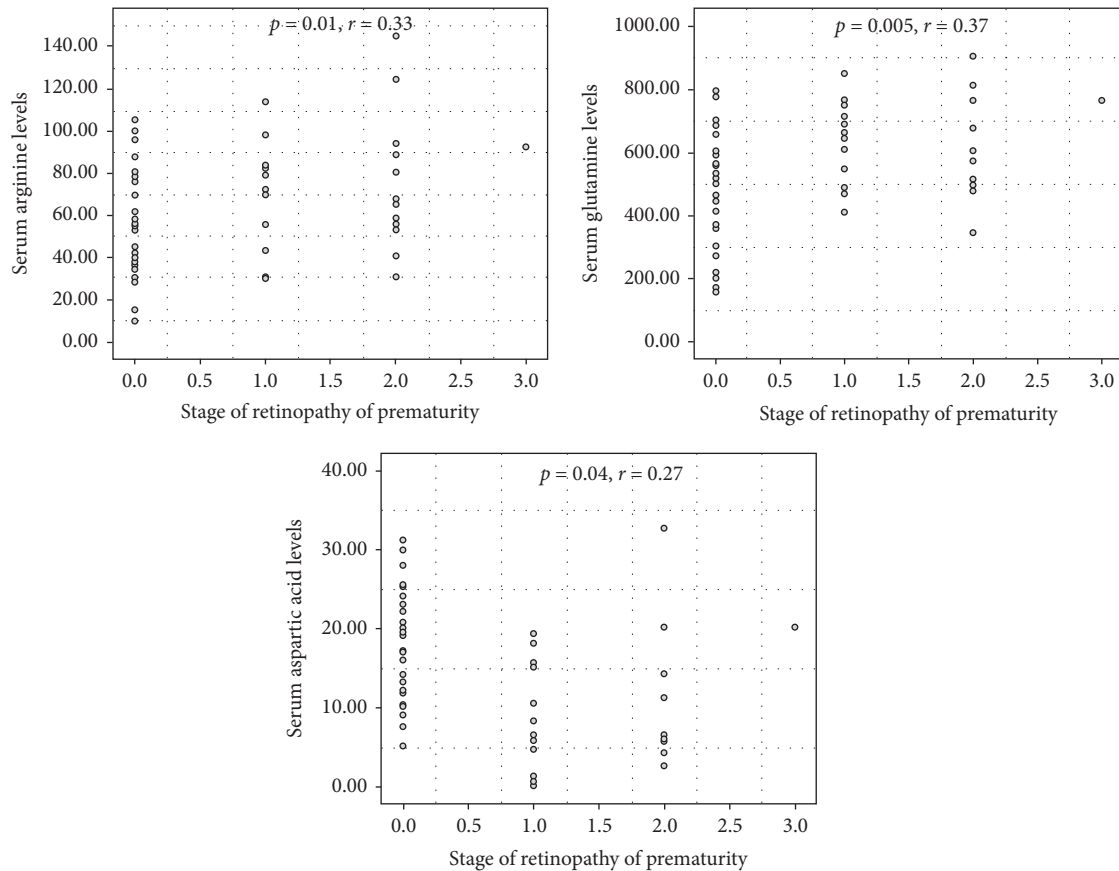 p = 0.01, r = 0.33
140.00
120.00
100.00
80.00
60.00
40.00
20.00
0.00
Serum arginine levels
0.0 0.5 1.0 1.5 2.0 2.5 3.0
Stage of retinopathy of prematurity
p = 0.005, r = 0.37
1000.00
800.00
600.00
400.00
200.00
0.00
Serum glutamine levels
0.0 0.5 1.0 1.5 2.0 2.5 3.0
Stage of retinopathy of prematurity
p = 0.04, r = 0.27
40.00
30.00
20.00
10.00
0.00
Serum aspartic acid levels
0.0 0.5 1.0 1.5 2.0 2.5 3.0
Stage of retinopathy of prematurity